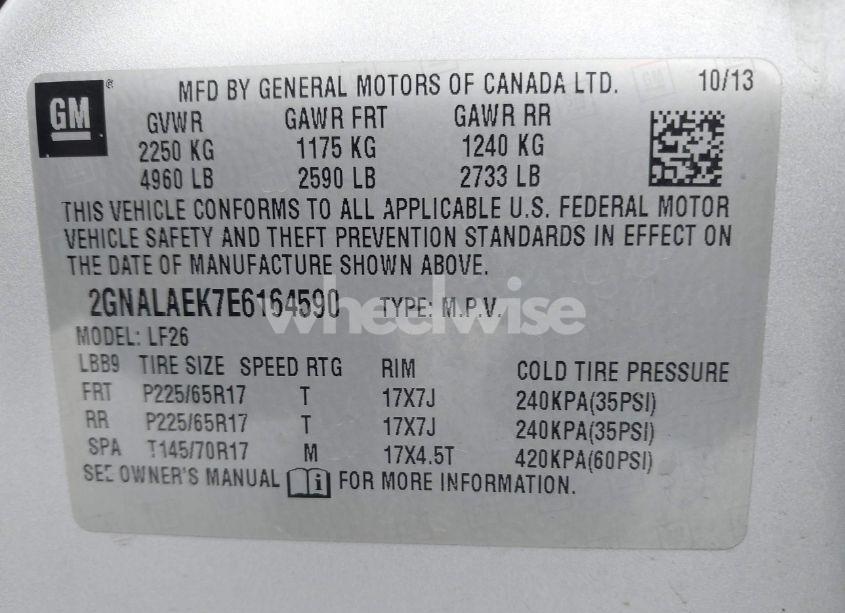 GM ® MFD BY GENERAL MOTORS OF CANADA LTD. 10/13
GVWR GAWR FRT GAWR RR
2250 KG 1175 KG 1240 KG
4960 LB 2590 LB 2733 LB
THIS VEHICLE CONFORMS TO ALL APPLICABLE U.S. FEDERAL MOTOR
VEHICLE SAFETY AND THEFT PREVENTION STANDARDS IN EFFECT ON
THE DATE OF MANUFACTURE SHOWN ABOVE.
2GNALAEK7E6164590 TYPE: M.P.V.
wheelwise
MODEL: LF26
LBB9 TIRE SIZE SPEED RTG RIM COLD TIRE PRESSURE
FRT P225/65R17 T 17X7J 240KPA(35PSI)
RR P225/65R17 T 17X7J 240KPA(35PSI)
SPA T145/70R17 M 17X4.5T 420KPA(60PSI)
SEE OWNER'S MANUAL i FOR MORE INFORMATION.